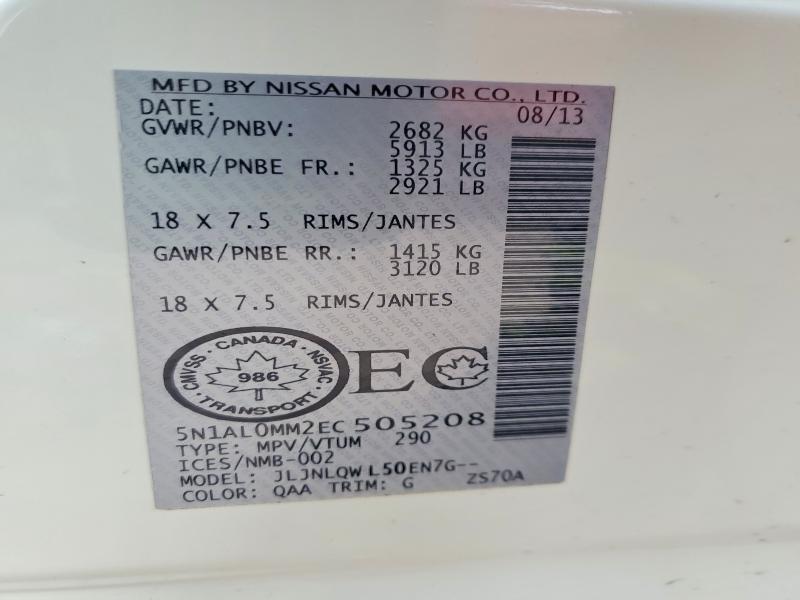 MFD BY NISSAN MOTOR CO., LTD.
DATE: 08/13
GVWR/PNBV: 2682 KG
5913 LB
GAWR/PNBE FR.: 1325 KG
2921 LB
18 X 7.5 RIMS/JANTES
GAWR/PNBE RR.: 1415 KG
3120 LB
18 X 7.5 RIMS/JANTES
CANADA
CMVSS · NSVAC
986
TRANSPORT
EC
5N1AL0MM2EC505208
TYPE: MPV/VTUM 290
ICES/NMB-002
MODEL: JLJNLQWL50EN7G-- ZS70A
COLOR: QAA TRIM: G